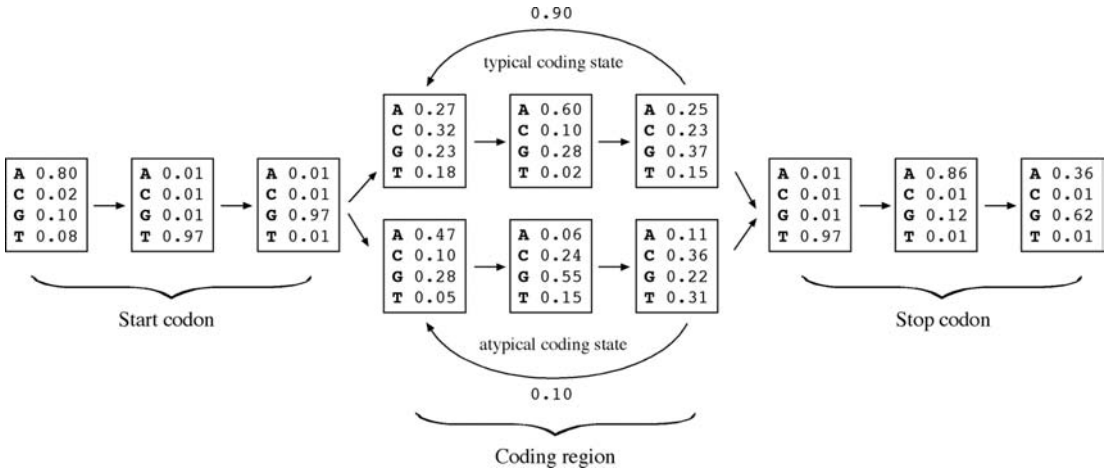 0.90
typical coding state
A 0.27
C 0.32
G 0.23
T 0.18
A 0.60
C 0.10
G 0.28
T 0.02
A 0.25
C 0.23
G 0.37
T 0.15
A 0.80
C 0.02
G 0.10
T 0.08
A 0.01
C 0.01
G 0.01
T 0.97
A 0.01
C 0.01
G 0.97
T 0.01
A 0.01
C 0.01
G 0.01
T 0.97
A 0.86
C 0.01
G 0.12
T 0.01
A 0.36
C 0.01
G 0.62
T 0.01
A 0.47
C 0.10
G 0.28
T 0.05
A 0.06
C 0.24
G 0.55
T 0.15
A 0.11
C 0.36
G 0.22
T 0.31
Start codon
Stop codon
atypical coding state
0.10
Coding region